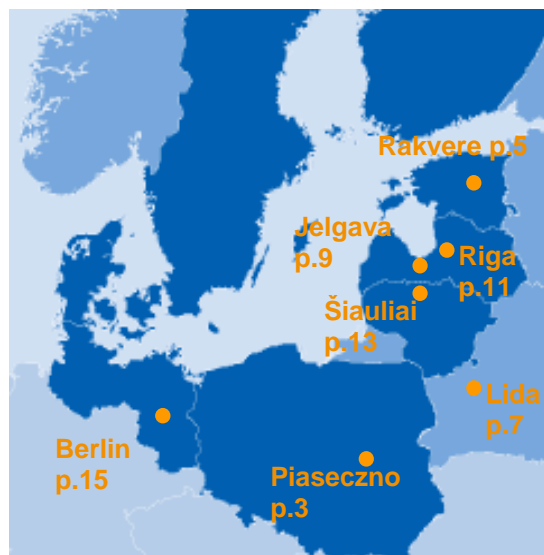 Rakvere p.5
Jelgava
p.9
Riga
p.11
Šiauliai
p.13
Lida
p.7
Berlin
p.15
Piaseczno
p.3